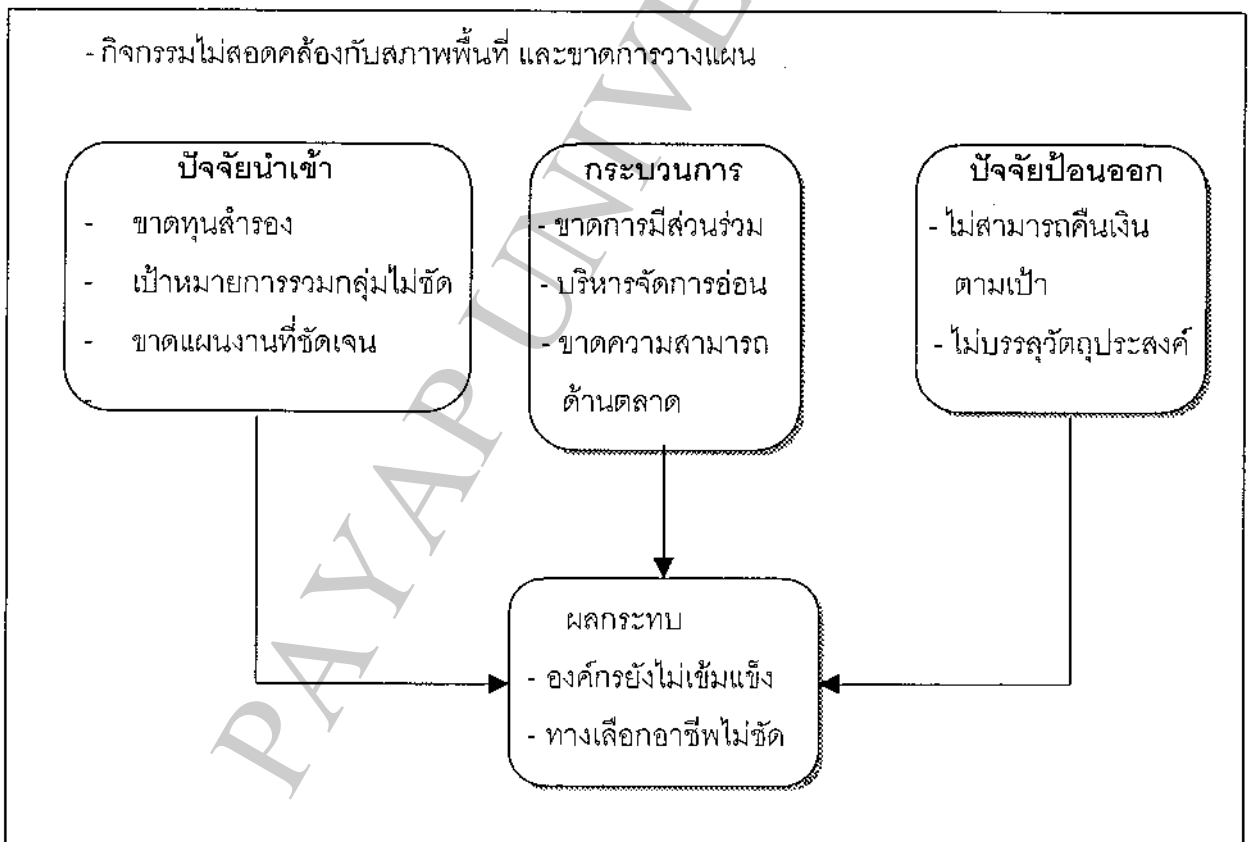 - กิจกรรมไม่สอดคล้องกับสภาพพื้นที่ และขาดการวางแผน
ปัจจัยนำเข้า
- ขาดทุนสำรอง
- เป้าหมายการรวมกลุ่มไม่ชัด
- ขาดแผนงานที่ชัดเจน
-
กระบวนการ
- ขาดการมีส่วนร่วม
- บริหารจัดการอ่อน
- ขาดความสามารถ
ด้านตลาด
ปัจจัยป้อนออก
- ไม่สามารถคืนเงิน
ตามเป้า
- ไม่บรรลุวัตถุประสงค์
ผลกระทบ
- องค์กรยังไม่เข้มแข็ง
- ทางเลือกอาชีพไม่ชัด
PAYAP UNIVE